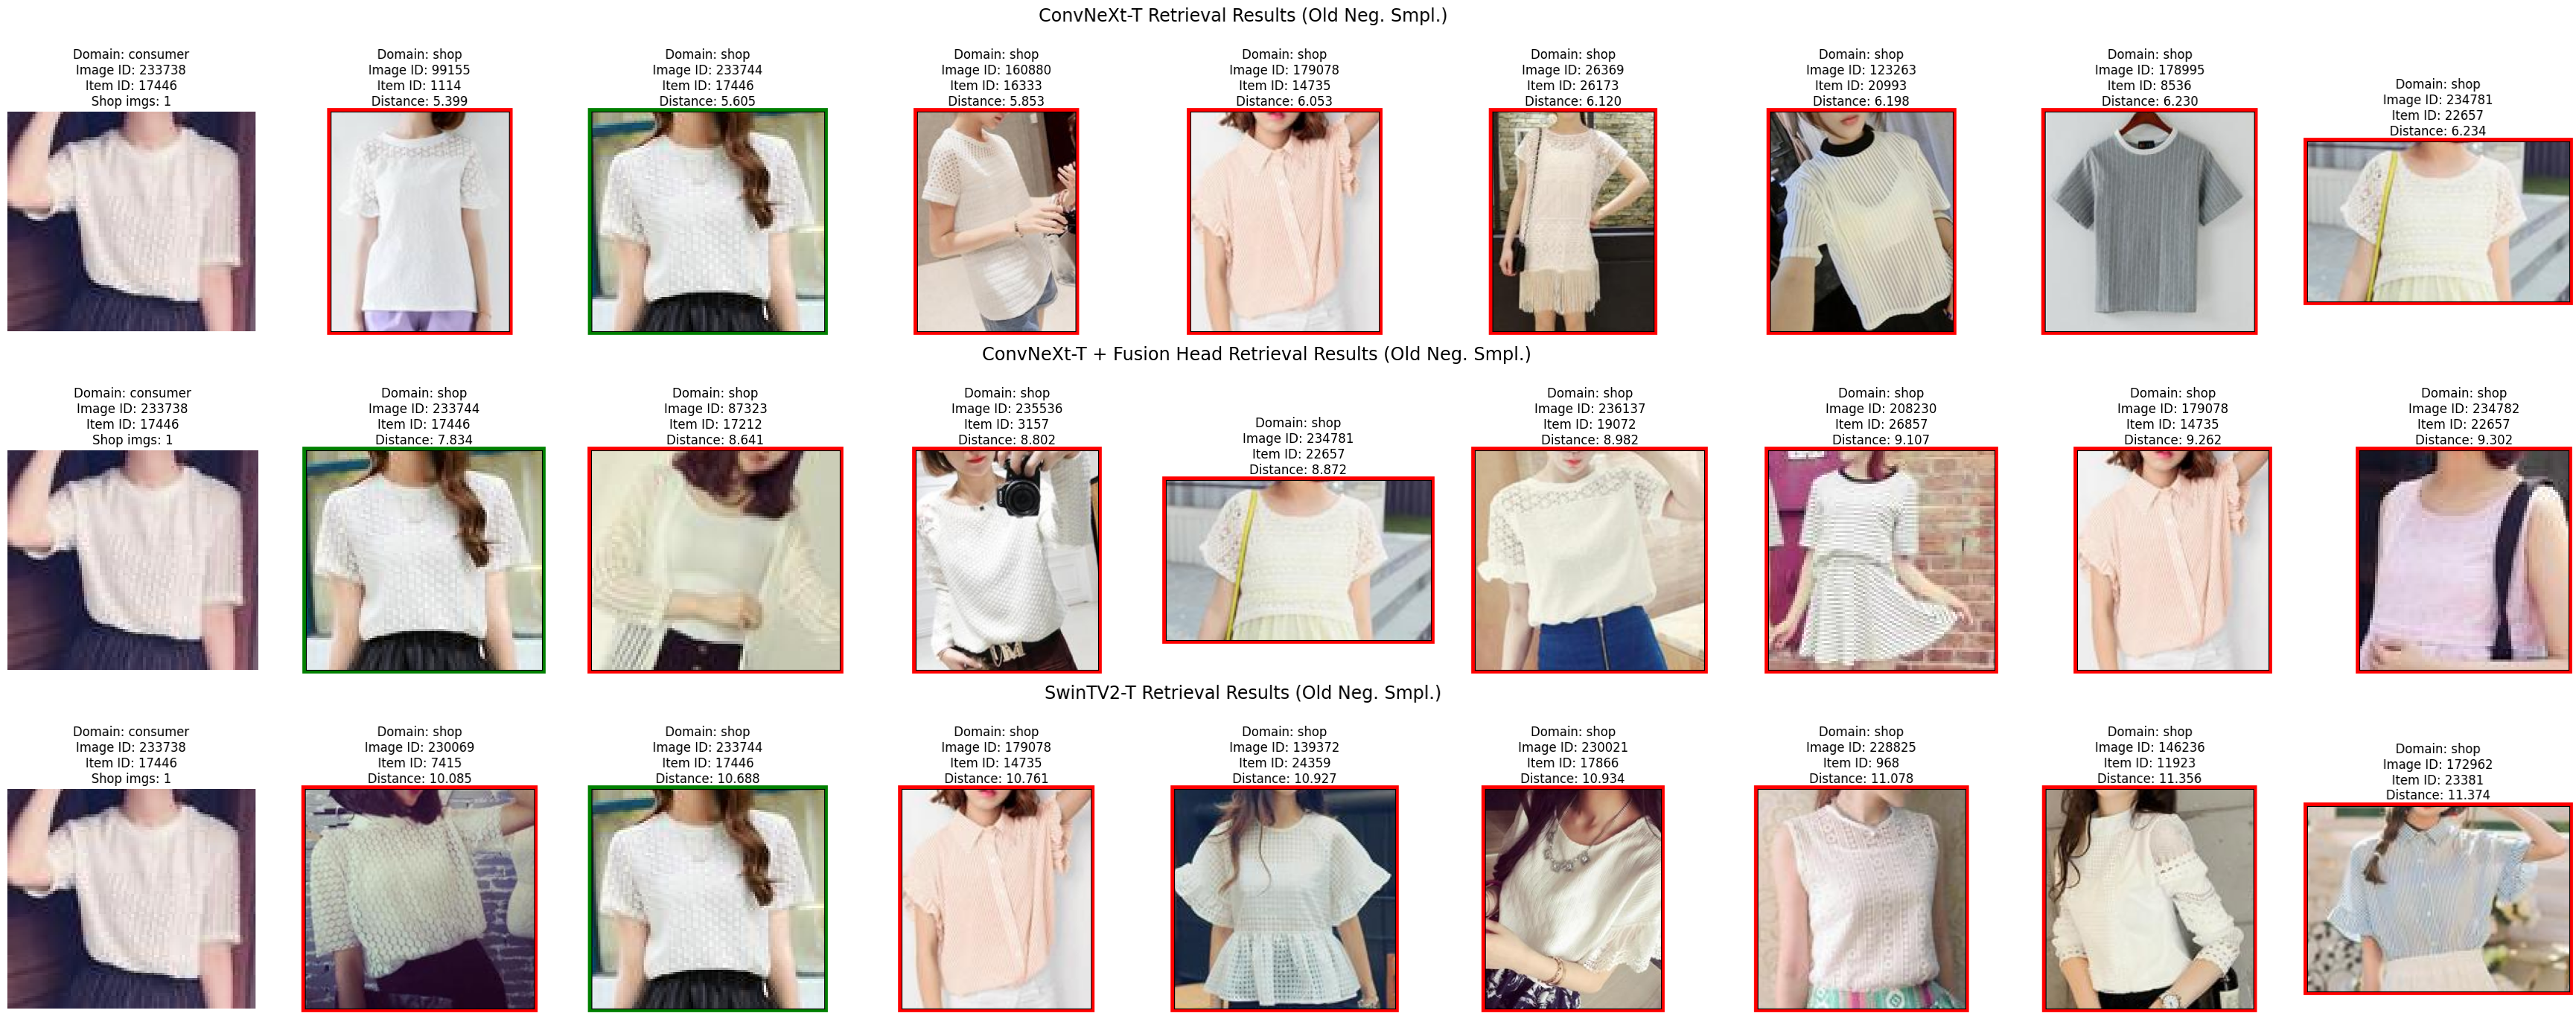 ConvNeXt-T Retrieval Results (Old Neg. Smpl.)
Domain: consumer
Image ID: 233738
Item ID: 17446
Shop imgs: 1
Domain: shop
Image ID: 99155
Item ID: 1114
Distance: 5.399
Domain: shop
Image ID: 233744
Item ID: 17446
Distance: 5.605
Domain: shop
Image ID: 160880
Item ID: 16333
Distance: 5.853
Domain: shop
Image ID: 179078
Item ID: 14735
Distance: 6.053
Domain: shop
Image ID: 26369
Item ID: 26173
Distance: 6.120
Domain: shop
Image ID: 123263
Item ID: 20993
Distance: 6.198
Domain: shop
Image ID: 178995
Item ID: 8536
Distance: 6.230
Domain: shop
Image ID: 234781
Item ID: 22657
Distance: 6.234
ConvNeXt-T + Fusion Head Retrieval Results (Old Neg. Smpl.)
Domain: consumer
Image ID: 233738
Item ID: 17446
Shop imgs: 1
Domain: shop
Image ID: 233744
Item ID: 17446
Distance: 7.834
Domain: shop
Image ID: 87323
Item ID: 17212
Distance: 8.641
Domain: shop
Image ID: 235536
Item ID: 3157
Distance: 8.802
Domain: shop
Image ID: 234781
Item ID: 22657
Distance: 8.872
Domain: shop
Image ID: 236137
Item ID: 19072
Distance: 8.982
Domain: shop
Image ID: 208230
Item ID: 26857
Distance: 9.107
Domain: shop
Image ID: 179078
Item ID: 14735
Distance: 9.262
Domain: shop
Image ID: 234782
Item ID: 22657
Distance: 9.302
SwinTV2-T Retrieval Results (Old Neg. Smpl.)
Domain: consumer
Image ID: 233738
Item ID: 17446
Shop imgs: 1
Domain: shop
Image ID: 230069
Item ID: 7415
Distance: 10.085
Domain: shop
Image ID: 233744
Item ID: 17446
Distance: 10.688
Domain: shop
Image ID: 179078
Item ID: 14735
Distance: 10.761
Domain: shop
Image ID: 139372
Item ID: 24359
Distance: 10.927
Domain: shop
Image ID: 230021
Item ID: 17866
Distance: 10.934
Domain: shop
Image ID: 228825
Item ID: 968
Distance: 11.078
Domain: shop
Image ID: 146236
Item ID: 11923
Distance: 11.356
Domain: shop
Image ID: 172962
Item ID: 23381
Distance: 11.374